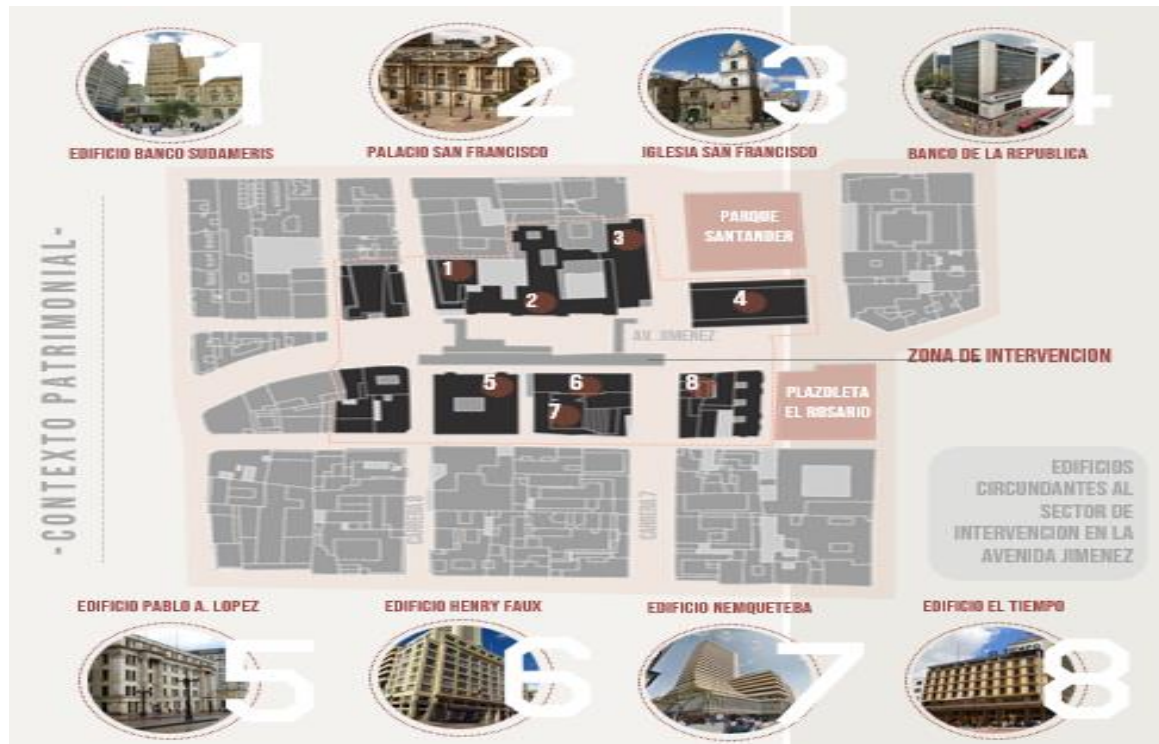 1
2
3
4
EDIFICIO BANCO SUDAMERIS
PALACIO SAN FRANCISCO
IGLESIA SAN FRANCISCO
BANCO DE LA REPUBLICA
-CONTEXTO PATRIMONIAL-
PARQUE
SANTANDER
3
1
2
4
AV. JIMENEZ
ZONA DE INTERVENCION
5
6
8
7
PLAZOLETA
EL ROSARIO
CARRERA 8
CARRERA 7
EDIFICIOS
CIRCUNDANTES AL
SECTOR DE
INTERVENCION EN LA
AVENIDA JIMENEZ
EDIFICIO PABLO A. LOPEZ
EDIFICIO HENRY FAUX
EDIFICIO NEMQUETEBA
EDIFICIO EL TIEMPO
5
6
7
8